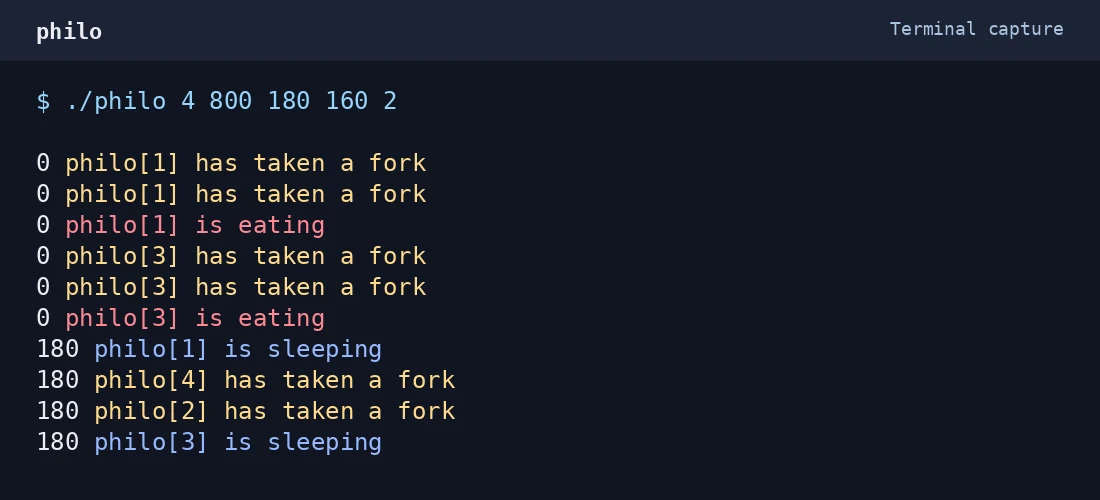 philo
Terminal capture
$ ./philo 4 800 180 160 2
0 philo[1] has taken a fork
0 philo[1] has taken a fork
0 philo[1] is eating
0 philo[3] has taken a fork
0 philo[3] has taken a fork
0 philo[3] is eating
180 philo[1] is sleeping
180 philo[4] has taken a fork
180 philo[2] has taken a fork
180 philo[3] is sleeping